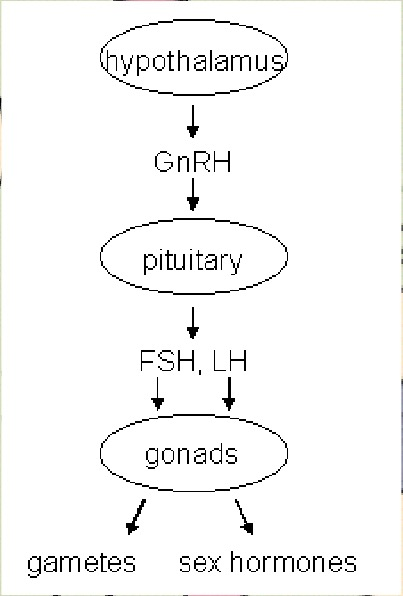 hypothalamus
GnRH
pituitary
FSH, LH
gonads
gametes sex hormones